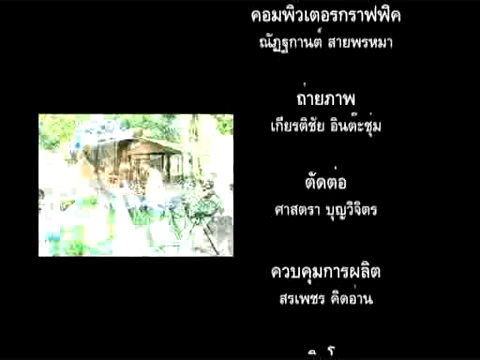 คอมพิวเตอร์กราฟฟิค
ณัฏฐกานต์ สายพรหมา
ถ่ายภาพ
เกียรติชัย อินต๊ะชุ่ม
ตัดต่อ
ศาสตรา บุญวิจิตร
ควบคุมการผลิต
สรเพชร คิดอ่าน